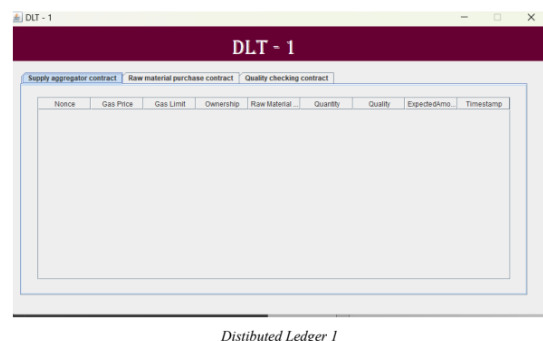 DLT - 1
DLT - 1
Supply aggregator contract Raw material purchase contract Quality checking contract
Nonce Gas Price Gas Limit Ownership Raw Material ... Quantity Quality ExpectedAmo... Timestamp
Distibuted Ledger 1